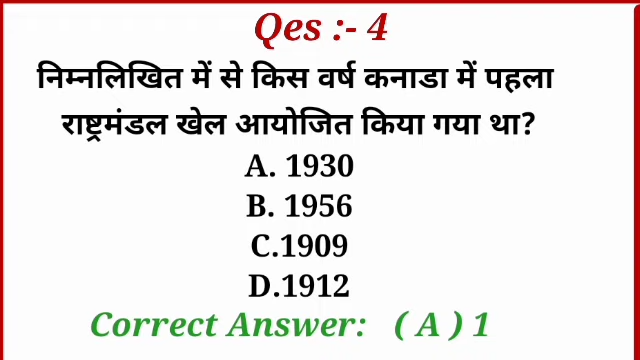 Qes :- 4
निम्नलिखित में से किस वर्ष कनाडा में पहला
राष्ट्रमंडल खेल आयोजित किया गया था?
A. 1930
B. 1956
C.1909
D.1912
Correct Answer: ( A ) 1